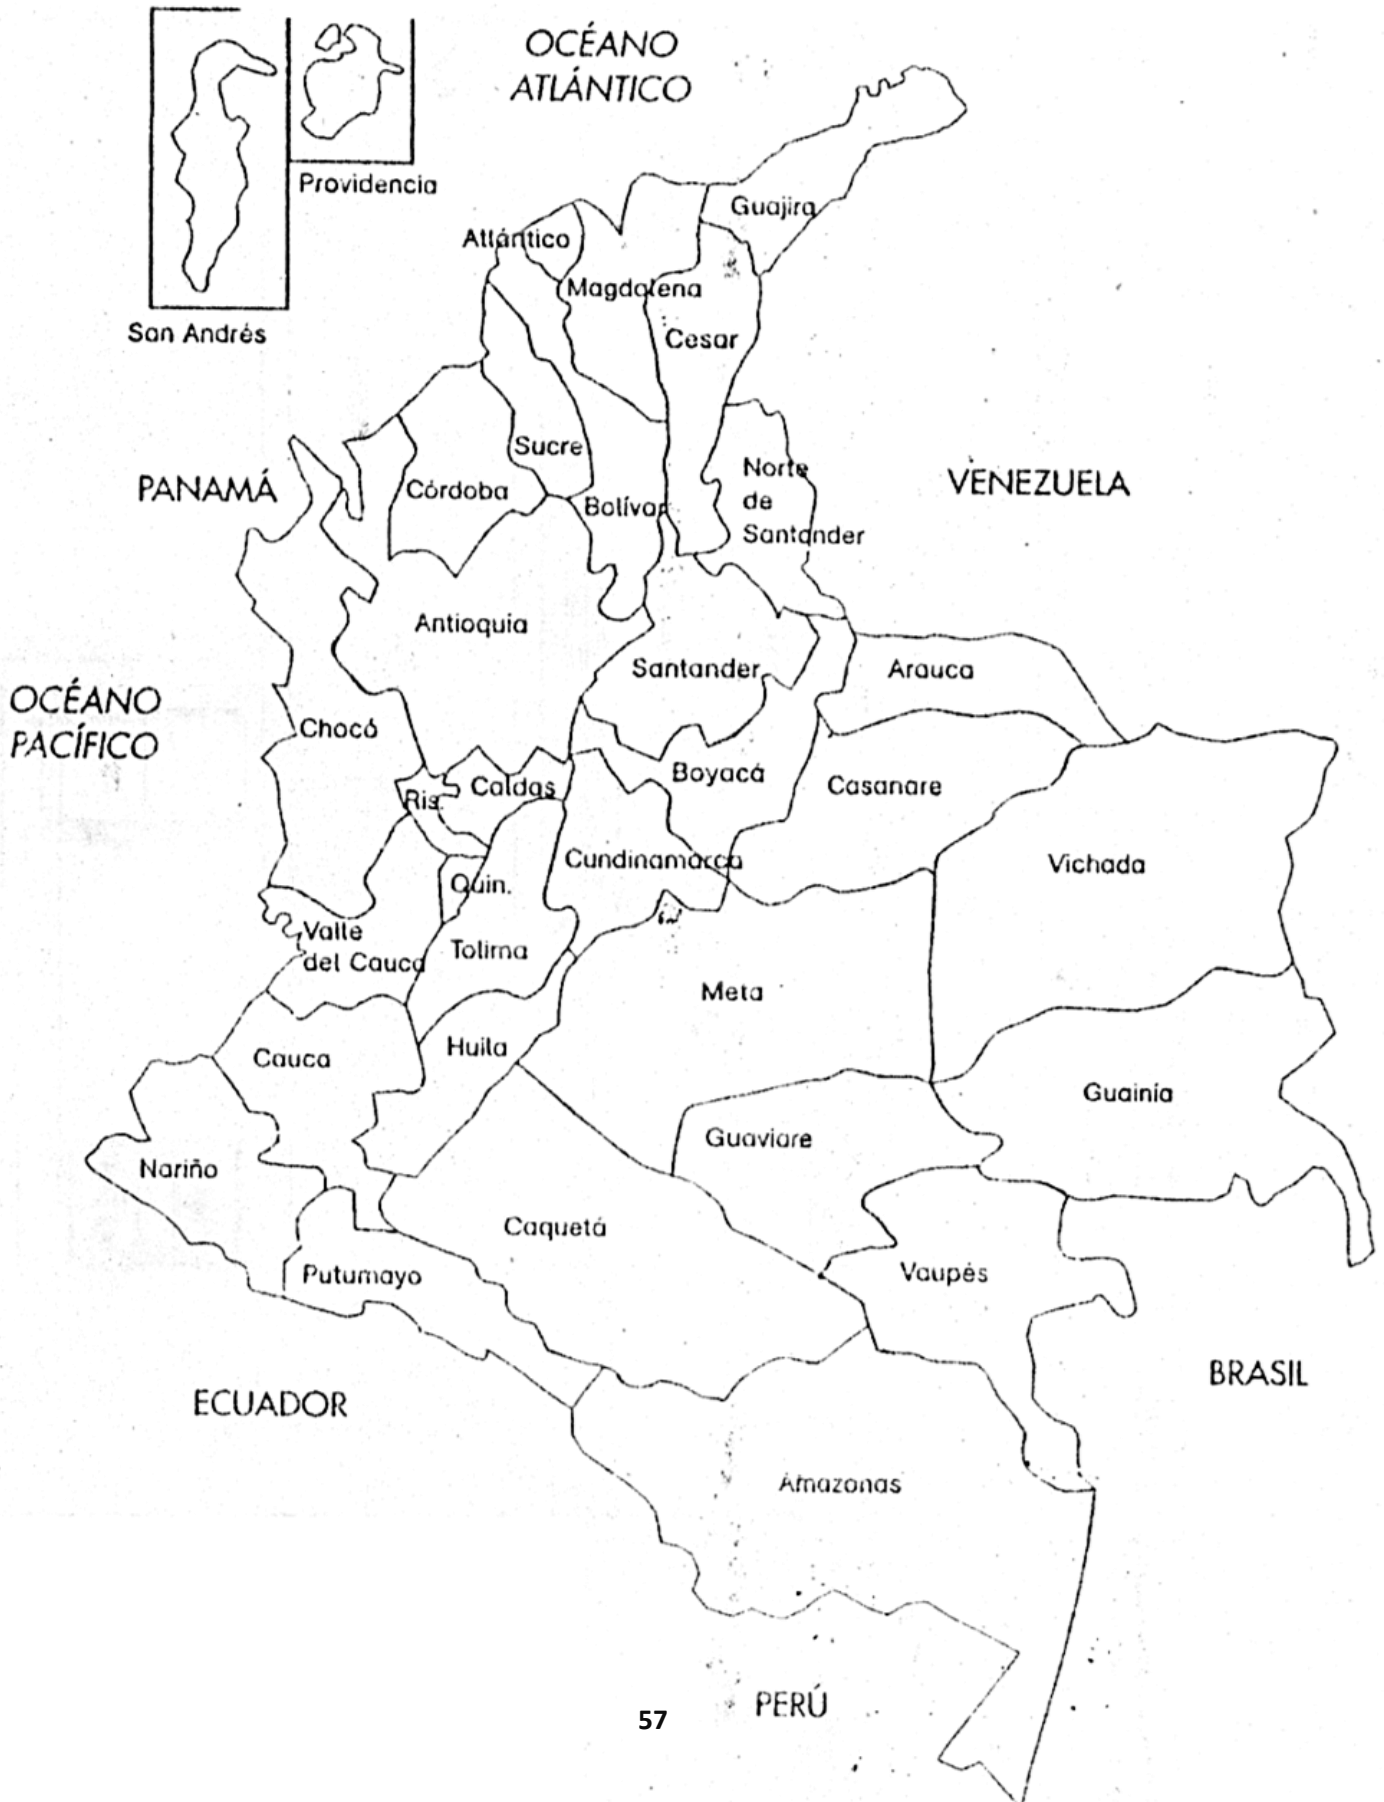 OCÉANO
ATLÁNTICO
Providencia
San Andrés
Guajira
Atlántico
Magdalena
Cesar
Sucre
Córdoba
Bolívar
Norte
de
Santander
PANAMÁ
VENEZUELA
Antioquia
Santander
Arauca
OCÉANO
PACÍFICO
Chocó
Boyacá
Casanare
Ris.
Caldas
Cundinamarca
Vichada
Quin.
Valle
del Cauca
Tolima
Meta
Cauca
Huila
Guainía
Guaviare
Nariño
Caquetá
Putumayo
Vaupés
ECUADOR
BRASIL
Amazonas
PERÚ
57